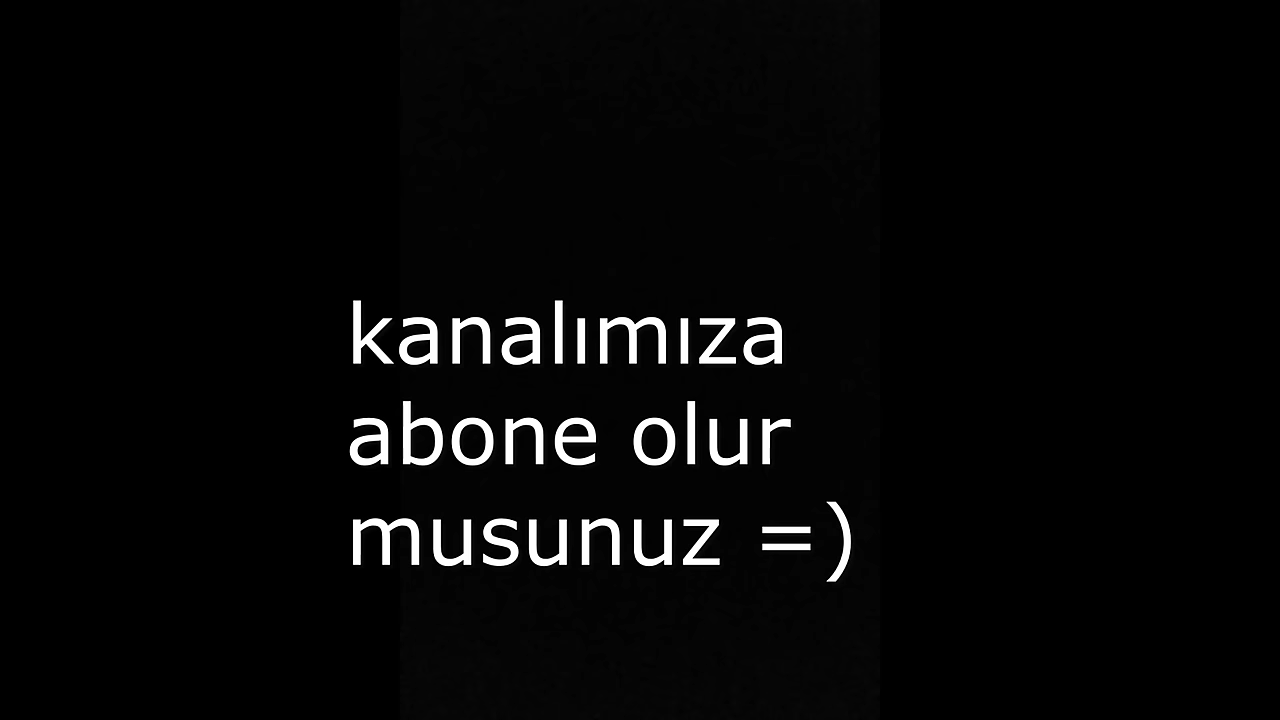 kanalımıza
abone olur
musunuz =)